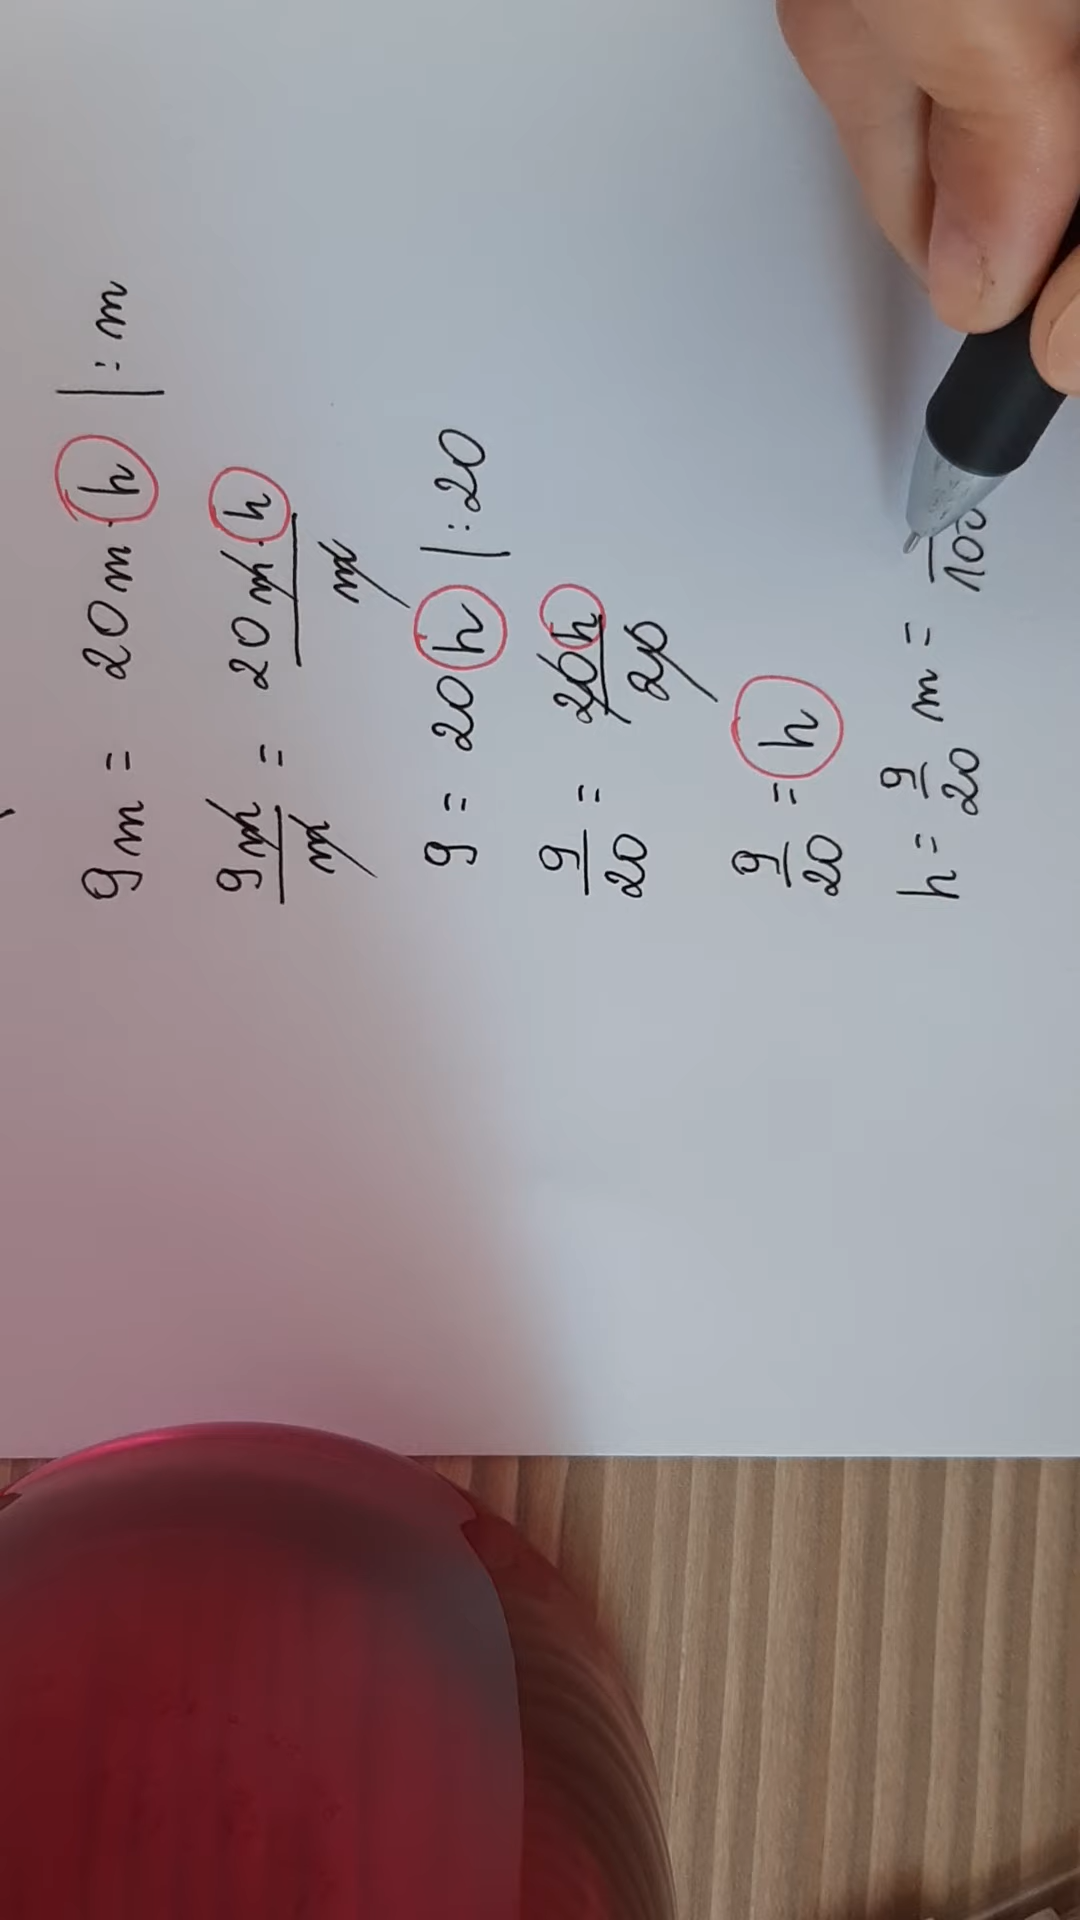 9m = 20m·h |:m
9m/m = 20m·h/m
9 = 20h |:20
9/20 = 20h/20
9/20 = h
h = 9/20 m = /100